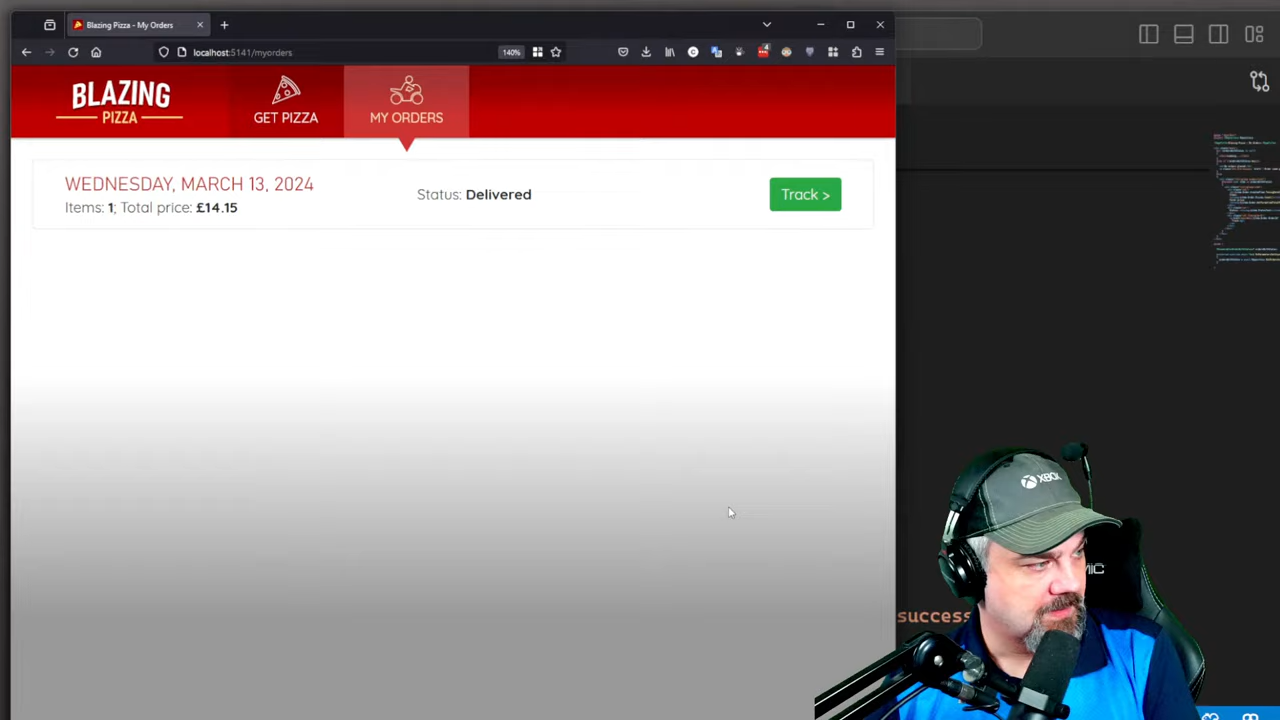 Blazing Pizza - My Orders
localhost:5141/myorders
140%
4
BLAZING
PIZZA
GET PIZZA
MY ORDERS
WEDNESDAY, MARCH 13, 2024
Items: 1; Total price: £14.15
Status: Delivered
Track >
XBOX
success